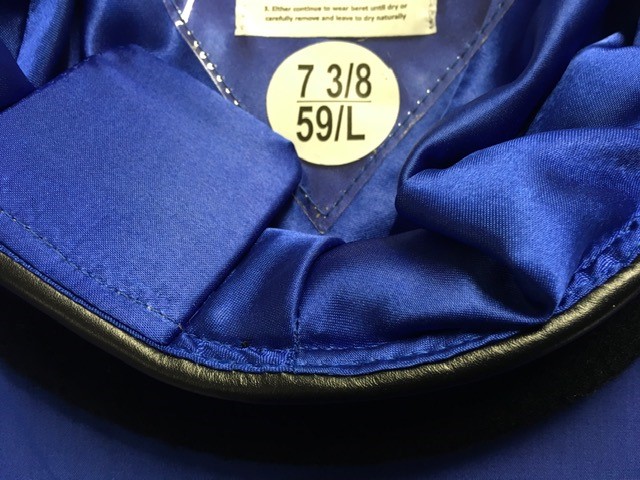 3. Either continue to wear beret until dry or
carefully remove and leave to dry naturally
7 3/8
59/L